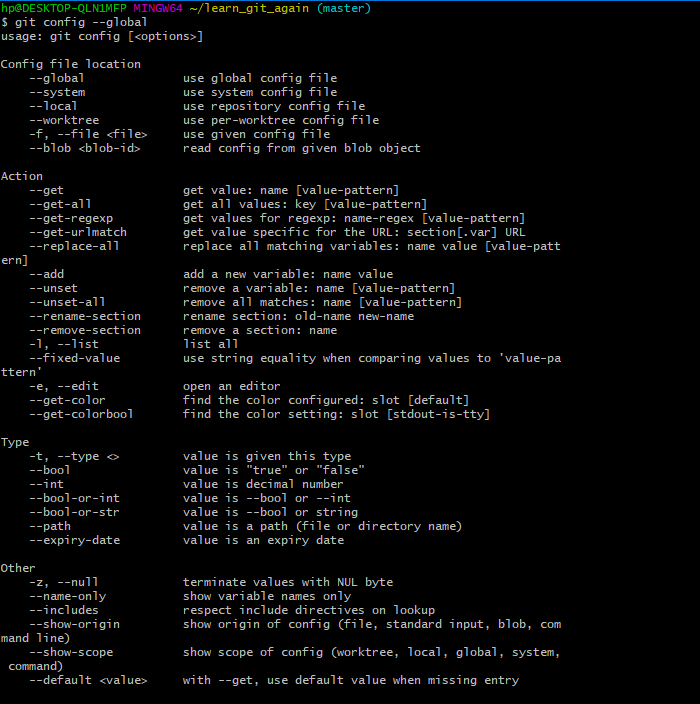 hp@DESKTOP-QLN1MFP MINGW64 ~/learn_git_again (master)
$ git config --global
usage: git config [<options>]

Config file location
    --global              use global config file
    --system              use system config file
    --local               use repository config file
    --worktree            use per-worktree config file
    -f, --file <file>     use given config file
    --blob <blob-id>      read config from given blob object

Action
    --get                 get value: name [value-pattern]
    --get-all             get all values: key [value-pattern]
    --get-regexp          get values for regexp: name-regex [value-pattern]
    --get-urlmatch        get value specific for the URL: section[.var] URL
    --replace-all         replace all matching variables: name value [value-patt
ern]
    --add                 add a new variable: name value
    --unset               remove a variable: name [value-pattern]
    --unset-all           remove all matches: name [value-pattern]
    --rename-section      rename section: old-name new-name
    --remove-section      remove a section: name
    -l, --list            list all
    --fixed-value         use string equality when comparing values to 'value-pa
ttern'
    -e, --edit            open an editor
    --get-color           find the color configured: slot [default]
    --get-colorbool       find the color setting: slot [stdout-is-tty]

Type
    -t, --type <>         value is given this type
    --bool                value is "true" or "false"
    --int                 value is decimal number
    --bool-or-int         value is --bool or --int
    --bool-or-str         value is --bool or string
    --path                value is a path (file or directory name)
    --expiry-date         value is an expiry date

Other
    -z, --null            terminate values with NUL byte
    --name-only           show variable names only
    --includes            respect include directives on lookup
    --show-origin         show origin of config (file, standard input, blob, com
mand line)
    --show-scope          show scope of config (worktree, local, global, system,
 command)
    --default <value>     with --get, use default value when missing entry